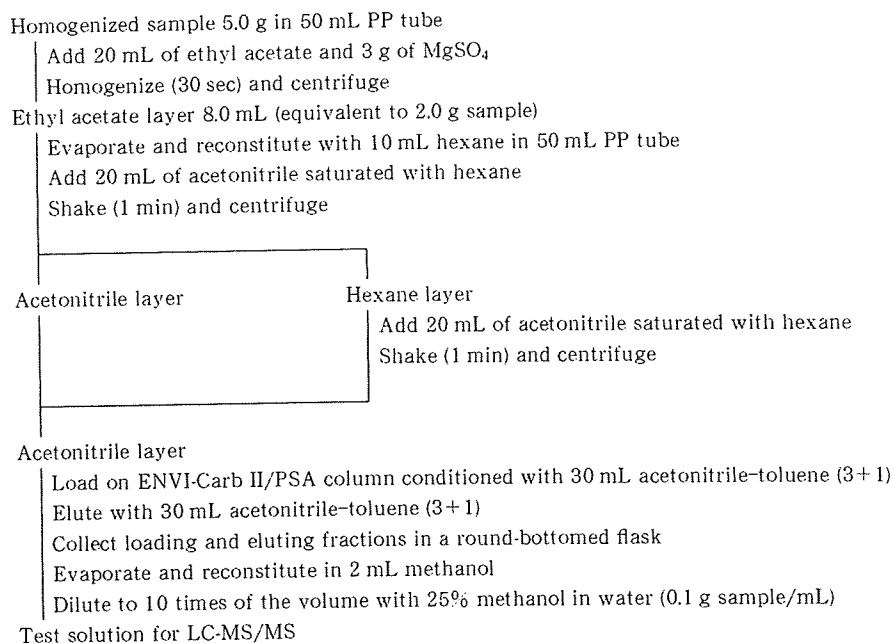 Homogenized sample 5.0 g in 50 mL PP tube
Add 20 mL of ethyl acetate and 3 g of MgSO₄
Homogenize (30 sec) and centrifuge
Ethyl acetate layer 8.0 mL (equivalent to 2.0 g sample)
Evaporate and reconstitute with 10 mL hexane in 50 mL PP tube
Add 20 mL of acetonitrile saturated with hexane
Shake (1 min) and centrifuge
Acetonitrile layer
Hexane layer
Add 20 mL of acetonitrile saturated with hexane
Shake (1 min) and centrifuge
Acetonitrile layer
Load on ENVI-Carb II/PSA column conditioned with 30 mL acetonitrile-toluene (3+1)
Elute with 30 mL acetonitrile-toluene (3+1)
Collect loading and eluting fractions in a round-bottomed flask
Evaporate and reconstitute in 2 mL methanol
Dilute to 10 times of the volume with 25% methanol in water (0.1 g sample/mL)
Test solution for LC-MS/MS